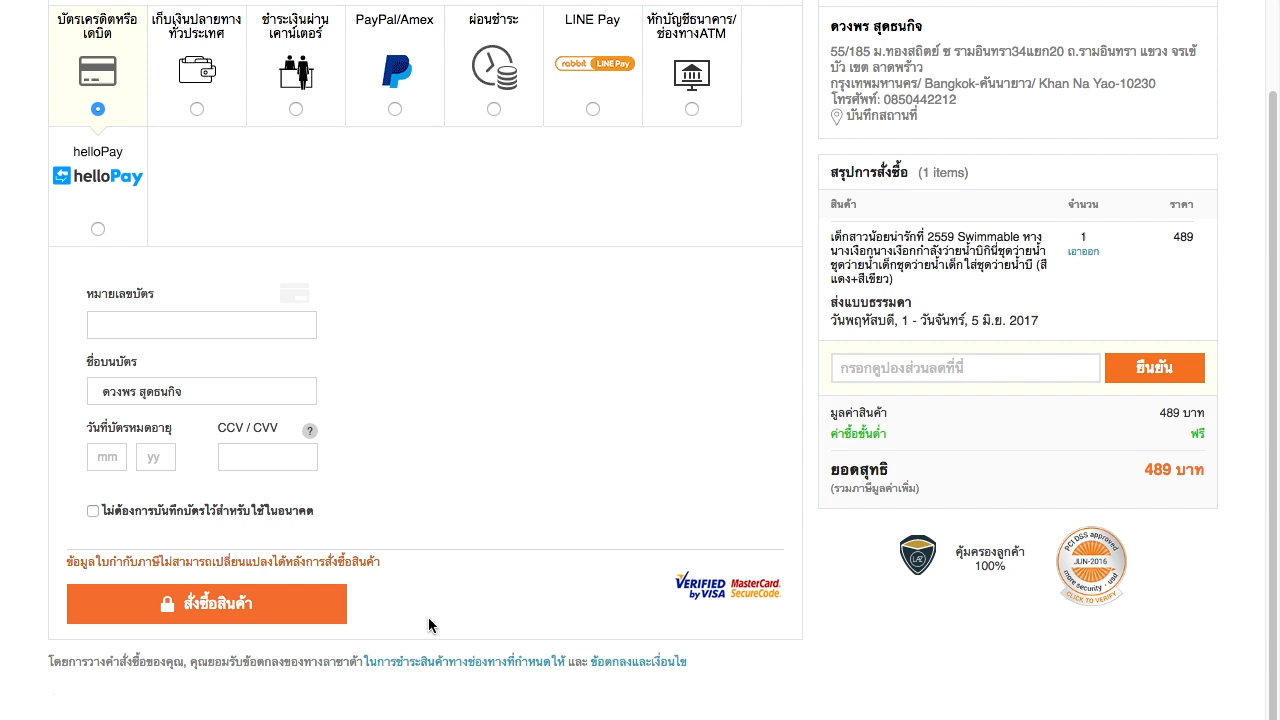 บัตรเครดิตหรือ
เดบิต
เก็บเงินปลายทาง
ทั่วประเทศ
ชำระเงินผ่าน
เคาน์เตอร์
PayPal/Amex
ผ่อนชำระ
LINE Pay
rabbit LINE Pay
หักบัญชีธนาคาร/
ช่องทางATM
helloPay
helloPay
หมายเลขบัตร
ชื่อบนบัตร
ดวงพร สุดธนกิจ
วันที่บัตรหมดอายุ
CCV / CVV
?
mm
yy
ไม่ต้องการบันทึกบัตรไว้สำหรับใช้ในอนาคต
ข้อมูลใบกำกับภาษีไม่สามารถเปลี่ยนแปลงได้หลังการสั่งซื้อสินค้า
สั่งซื้อสินค้า
VERIFIED
by VISA
MasterCard.
SecureCode.
โดยการวางคำสั่งซื้อของคุณ, คุณยอมรับข้อตกลงของทางลาซาด้า ในการชำระสินค้าทางช่องทางที่กำหนดให้ และ ข้อตกลงและเงื่อนไข
ดวงพร สุดธนกิจ
55/185 ม.ทองสถิตย์ ซ รามอินทรา34แยก20 ถ.รามอินทรา แขวง จรเข้
บัว เขต ลาดพร้าว
กรุงเทพมหานคร/ Bangkok-คันนายาว/ Khan Na Yao-10230
โทรศัพท์: 0850442212
บันทึกสถานที่
สรุปการสั่งซื้อ (1 items)
สินค้า
จำนวน
ราคา
เด็กสาวน้อยน่ารักที่ 2559 Swimmable หาง
นางเงือกนางเงือกกำลังว่ายน้ำบิกินี่ชุดว่ายน้ำ
ชุดว่ายน้ำเด็กชุดว่ายน้ำเด็กใส่ชุดว่ายน้ำบี (สี
แดง+สีเขียว)
1
เอาออก
489
ส่งแบบธรรมดา
วันพฤหัสบดี, 1 - วันจันทร์, 5 มิ.ย. 2017
กรอกคูปองส่วนลดที่นี่
ยืนยัน
มูลค่าสินค้า
489 บาท
ค่าซื้อขั้นต่ำ
ฟรี
ยอดสุทธิ
489 บาท
(รวมภาษีมูลค่าเพิ่ม)
คุ้มครองลูกค้า
100%
PCI DSS approved
JUN-2016
more security
CLICK TO VERIFY